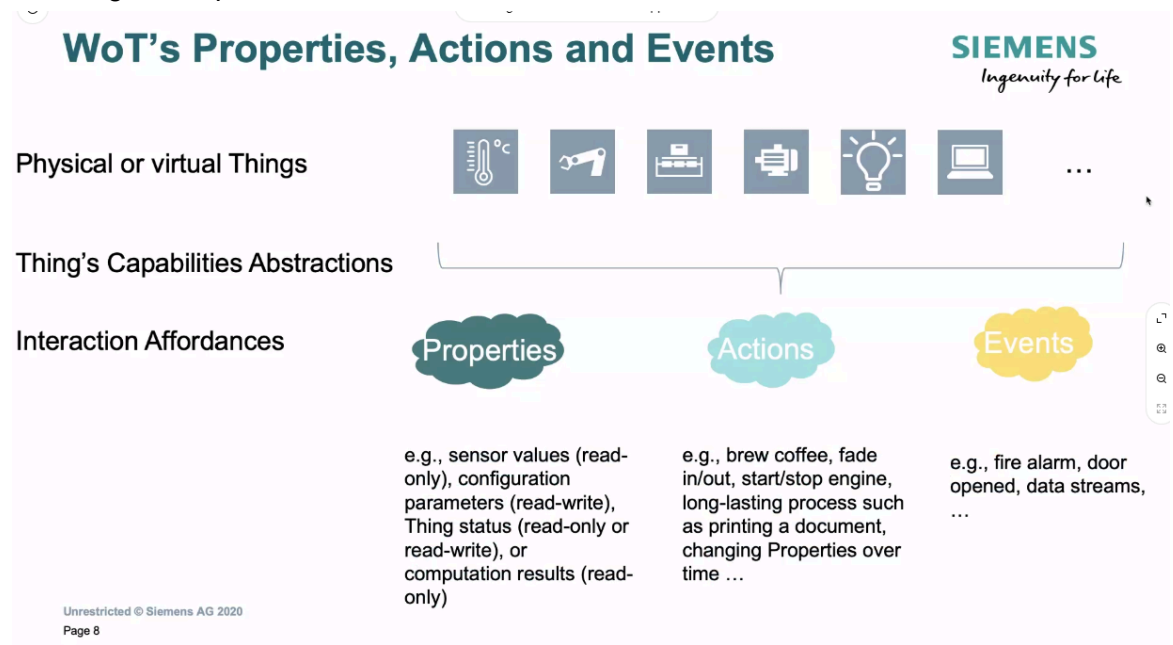 WoT's Properties, Actions and Events
SIEMENS
Ingenuity for life
Physical or virtual Things
°C
...
Thing's Capabilities Abstractions
Interaction Affordances
Properties
Actions
Events
e.g., sensor values (read-
only), configuration
parameters (read-write),
Thing status (read-only or
read-write), or
computation results (read-
only)
e.g., brew coffee, fade
in/out, start/stop engine,
long-lasting process such
as printing a document,
changing Properties over
time ...
e.g., fire alarm, door
opened, data streams,
...
Unrestricted © Siemens AG 2020
Page 8